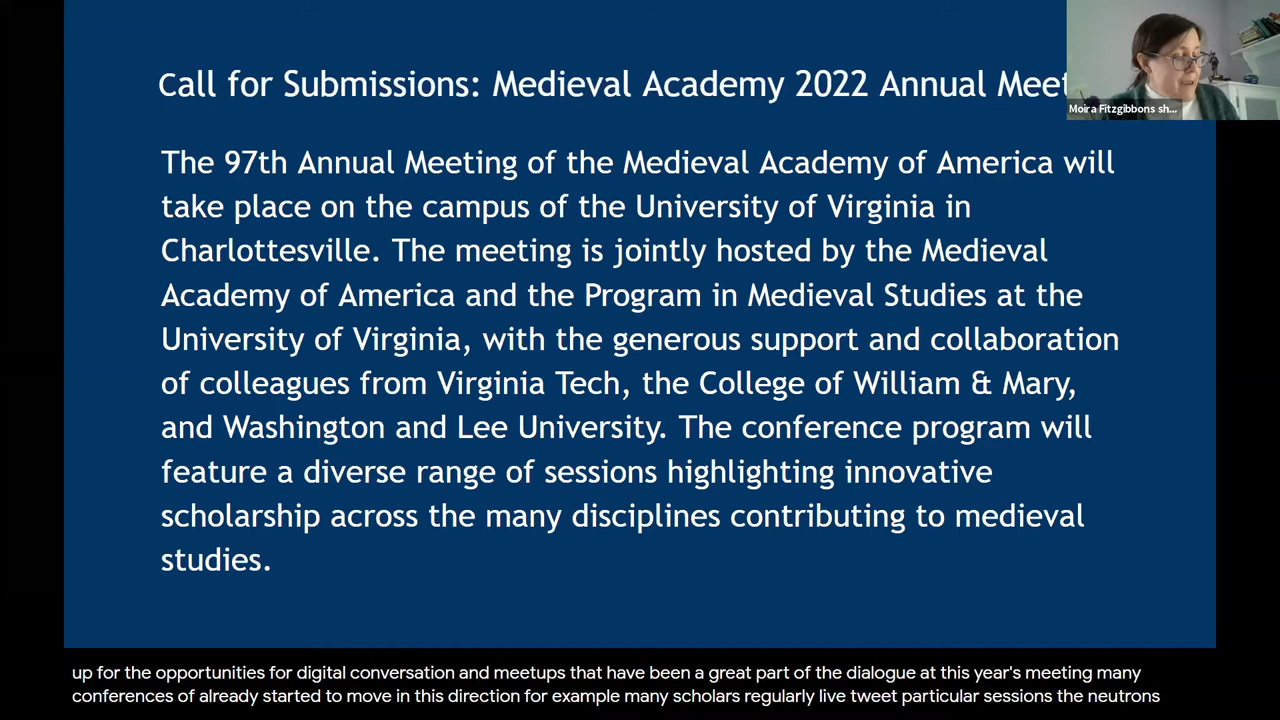 Call for Submissions: Medieval Academy 2022 Annual Meet
Moira Fitzgibbons sh...
The 97th Annual Meeting of the Medieval Academy of America will
take place on the campus of the University of Virginia in
Charlottesville. The meeting is jointly hosted by the Medieval
Academy of America and the Program in Medieval Studies at the
University of Virginia, with the generous support and collaboration
of colleagues from Virginia Tech, the College of William & Mary,
and Washington and Lee University. The conference program will
feature a diverse range of sessions highlighting innovative
scholarship across the many disciplines contributing to medieval
studies.
up for the opportunities for digital conversation and meetups that have been a great part of the dialogue at this year's meeting many
conferences of already started to move in this direction for example many scholars regularly live tweet particular sessions the neutrons